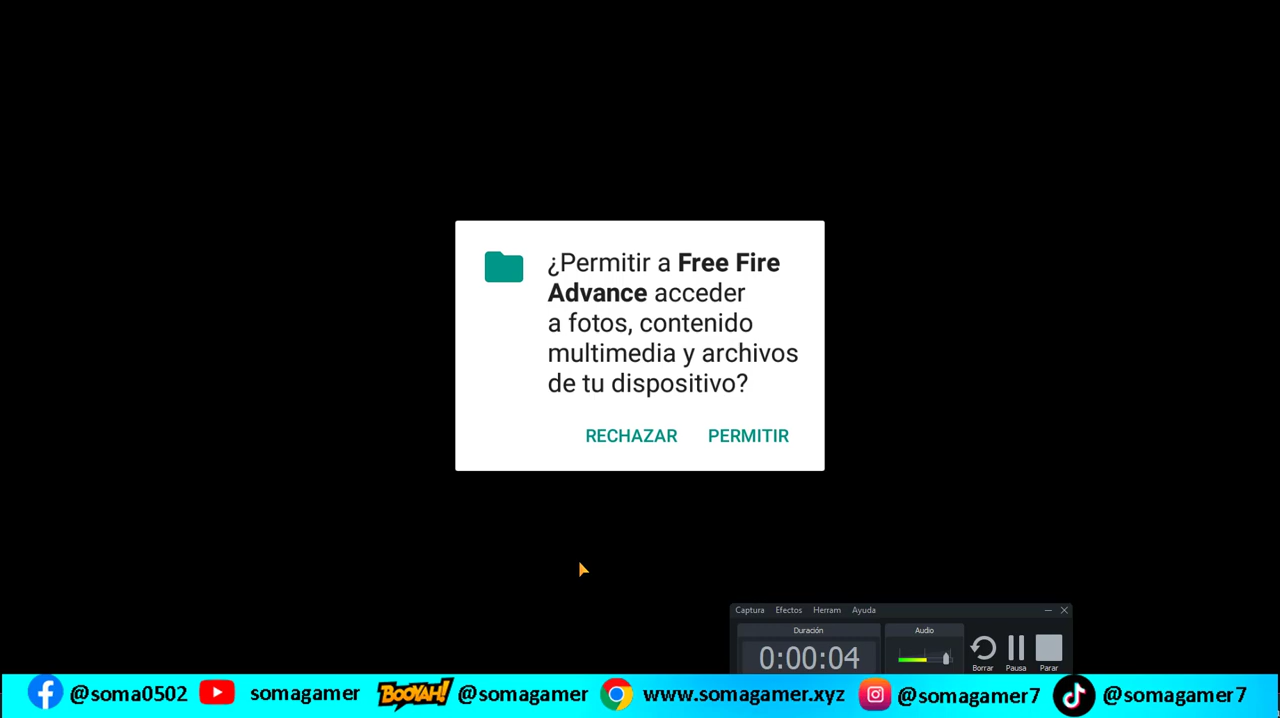 ¿Permitir a Free Fire
Advance acceder
a fotos, contenido
multimedia y archivos
de tu dispositivo?
RECHAZAR PERMITIR
Captura Efectos Herram Ayuda
Duración Audio
0:00:04
Borrar Pausa Parar
@soma0502 somagamer BOOYAH! @somagamer www.somagamer.xyz @somagamer7 @somagamer7